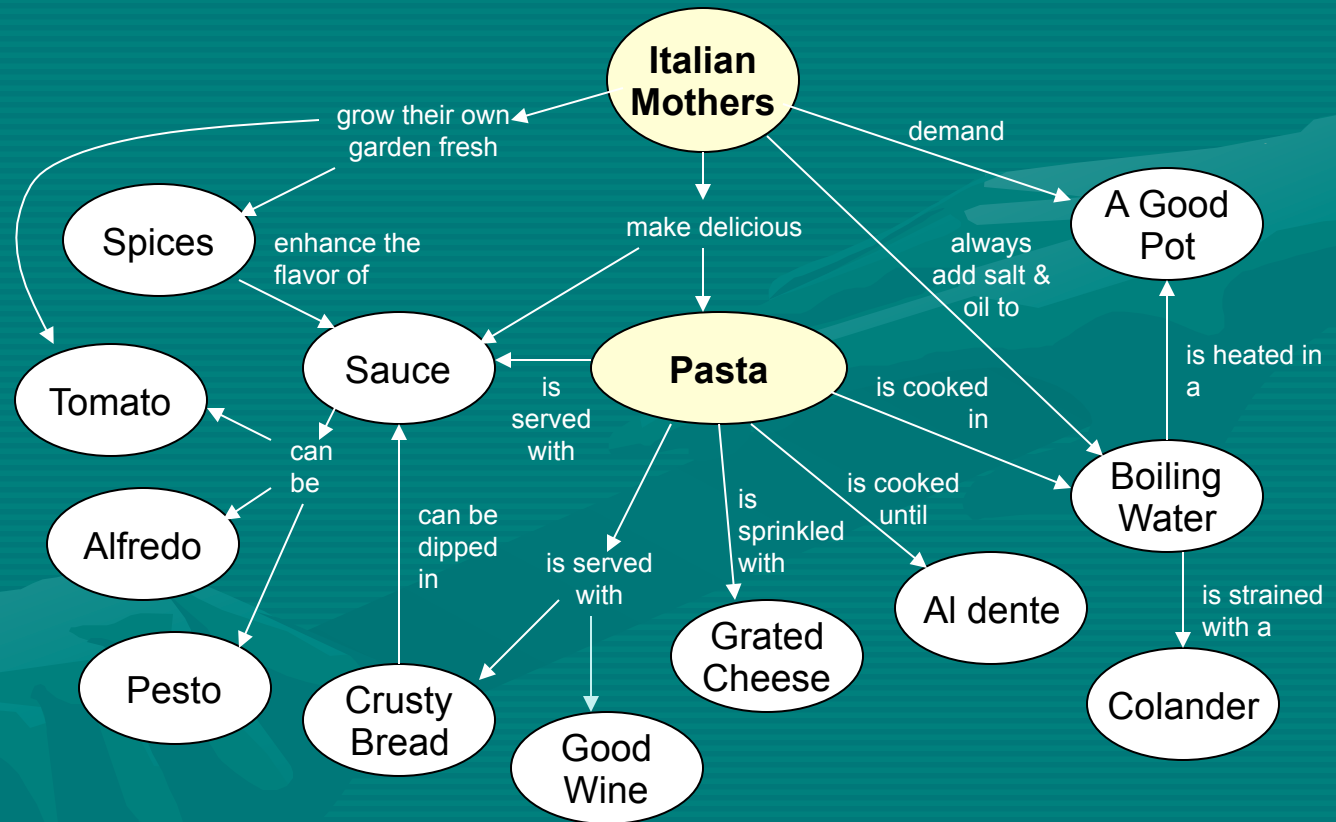 Italian
Mothers
grow their own
garden fresh
demand
Spices
enhance the
flavor of
make delicious
always
add salt &
oil to
A Good
Pot
Tomato
Sauce
Pasta
is
served
with
is cooked
in
is heated in
a
can
be
Alfredo
can be
dipped
in
is served
with
is
sprinkled
with
is cooked
until
Boiling
Water
Al dente
is strained
with a
Pesto
Crusty
Bread
Good
Wine
Grated
Cheese
Colander